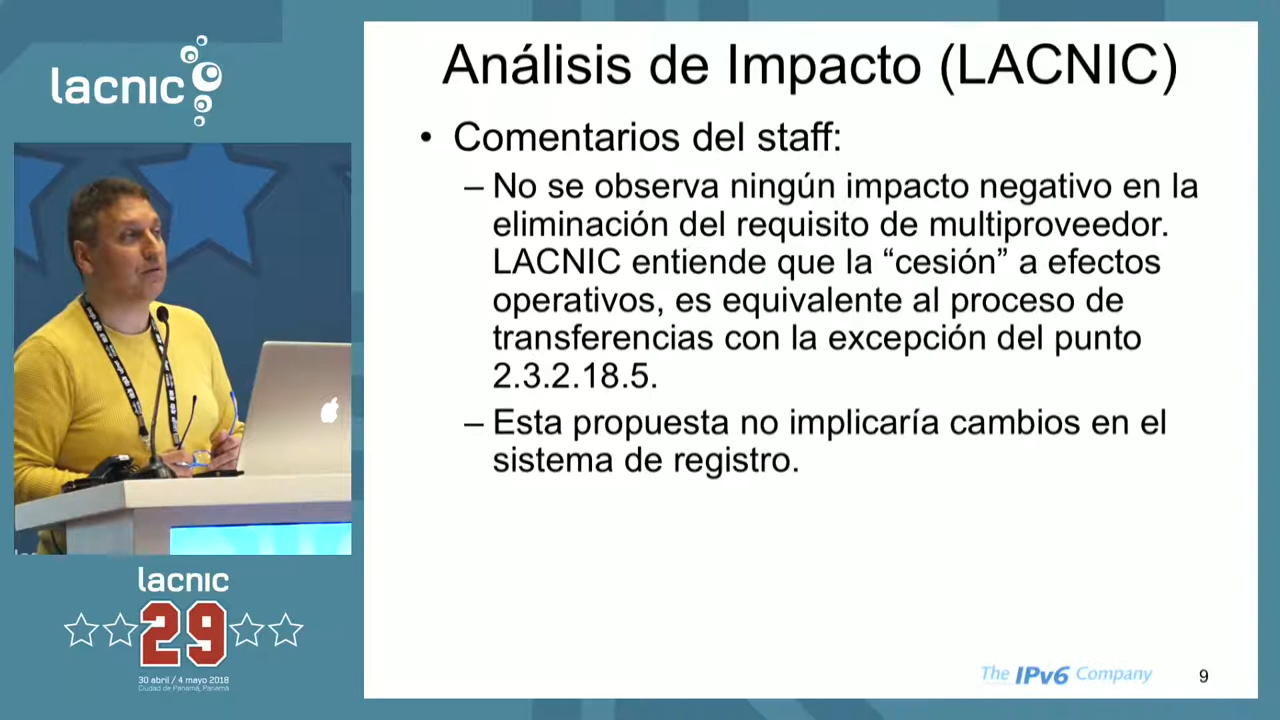 lacnic
Análisis de Impacto (LACNIC)
• Comentarios del staff:
– No se observa ningún impacto negativo en la
eliminación del requisito de multiproveedor.
LACNIC entiende que la “cesión” a efectos
operativos, es equivalente al proceso de
transferencias con la excepción del punto
2.3.2.18.5.
– Esta propuesta no implicaría cambios en el
sistema de registro.
lacnic
29
30 abril / 4 mayo 2018
Ciudad de Panamá, Panamá
The IPv6 Company
9